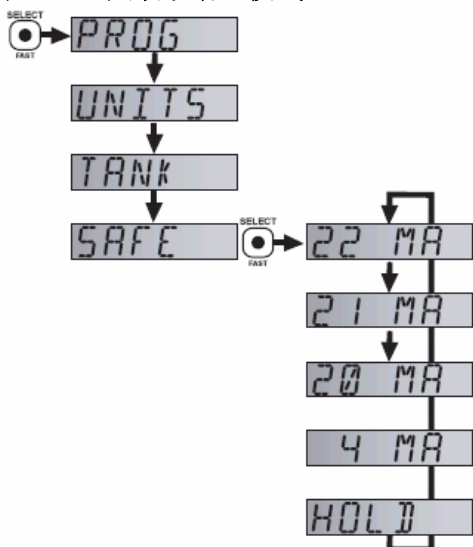 SELECT
FAST
PROG
UNITS
TANK
SAFE
SELECT
FAST
22 MA
21 MA
20 MA
4 MA
HOLD